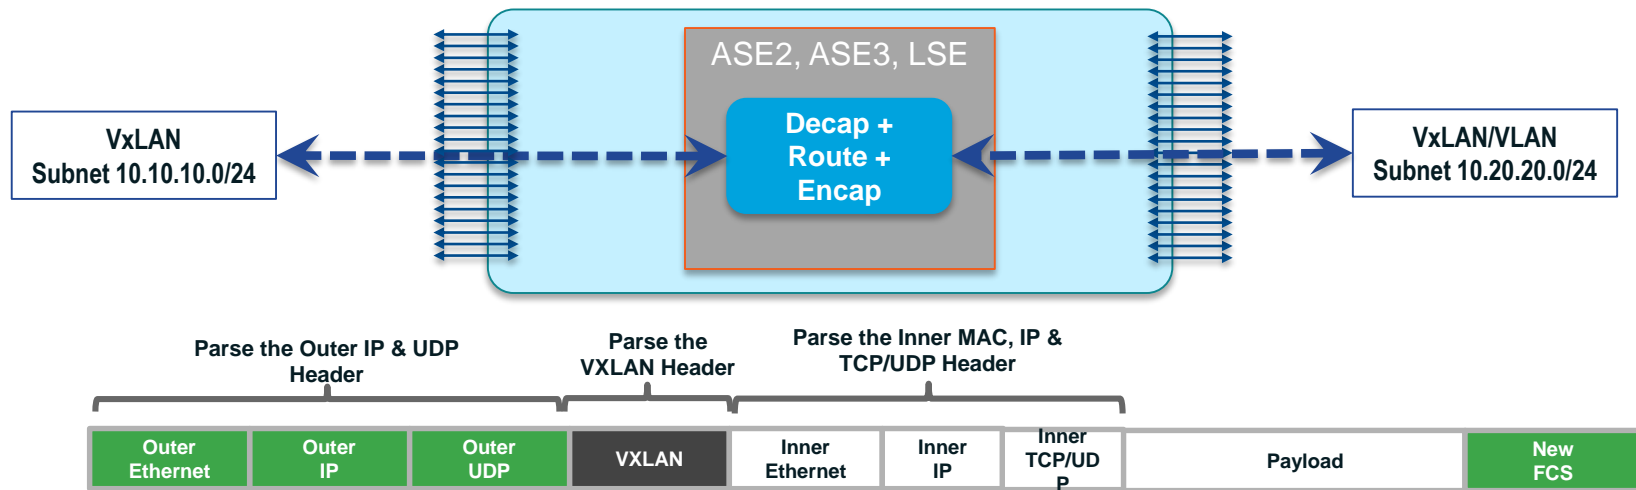 ASE2, ASE3, LSE
Decap +
Route +
Encap
VxLAN
Subnet 10.10.10.0/24
VxLAN/VLAN
Subnet 10.20.20.0/24
Parse the Outer IP & UDP
Header
Parse the
VXLAN Header
Parse the Inner MAC, IP &
TCP/UDP Header
Outer
Ethernet
Outer
IP
Outer
UDP
VXLAN
Inner
Ethernet
Inner
IP
Inner
TCP/UD
P
Payload
New
FCS